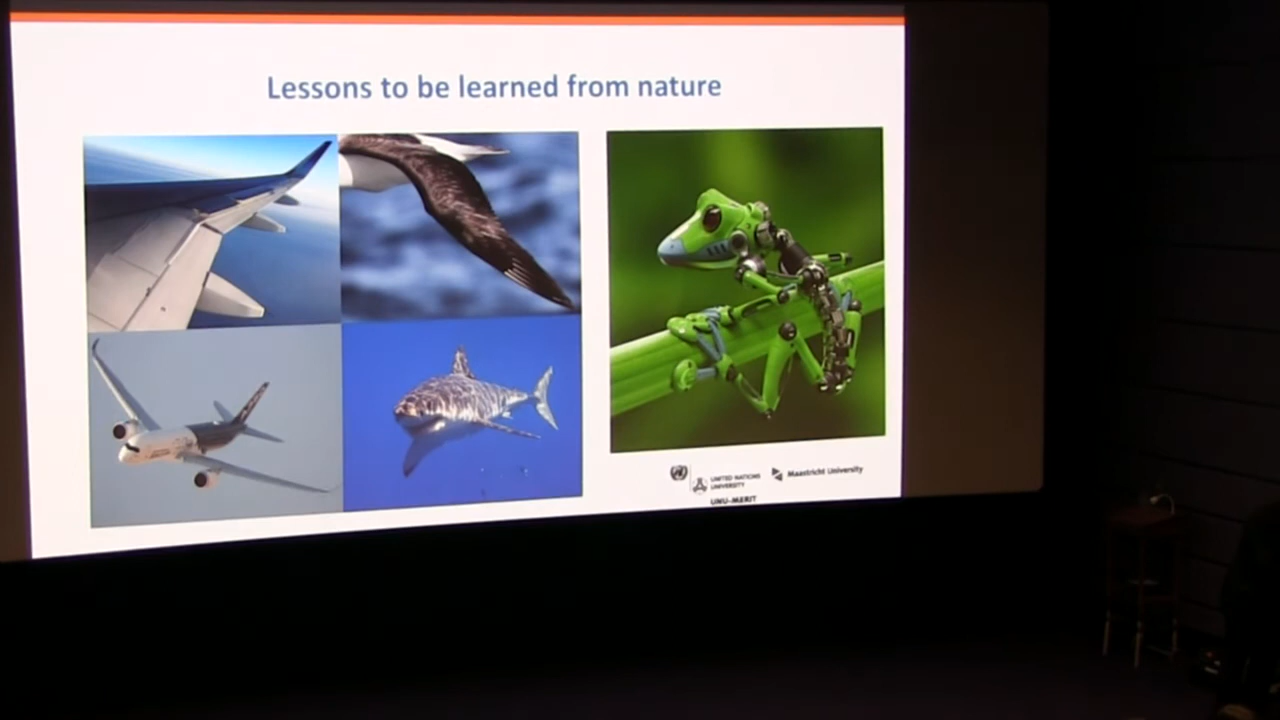 Lessons to be learned from nature
UNITED NATIONS
UNIVERSITY
UNU-MERIT
Maastricht University